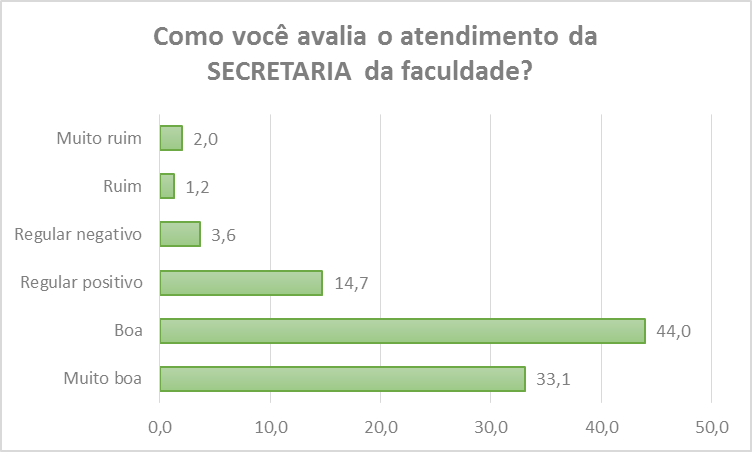 Como você avalia o atendimento da
SECRETARIA da faculdade?
Muito ruim 2,0
Ruim 1,2
Regular negativo 3,6
Regular positivo 14,7
Boa 44,0
Muito boa 33,1
0,0 10,0 20,0 30,0 40,0 50,0